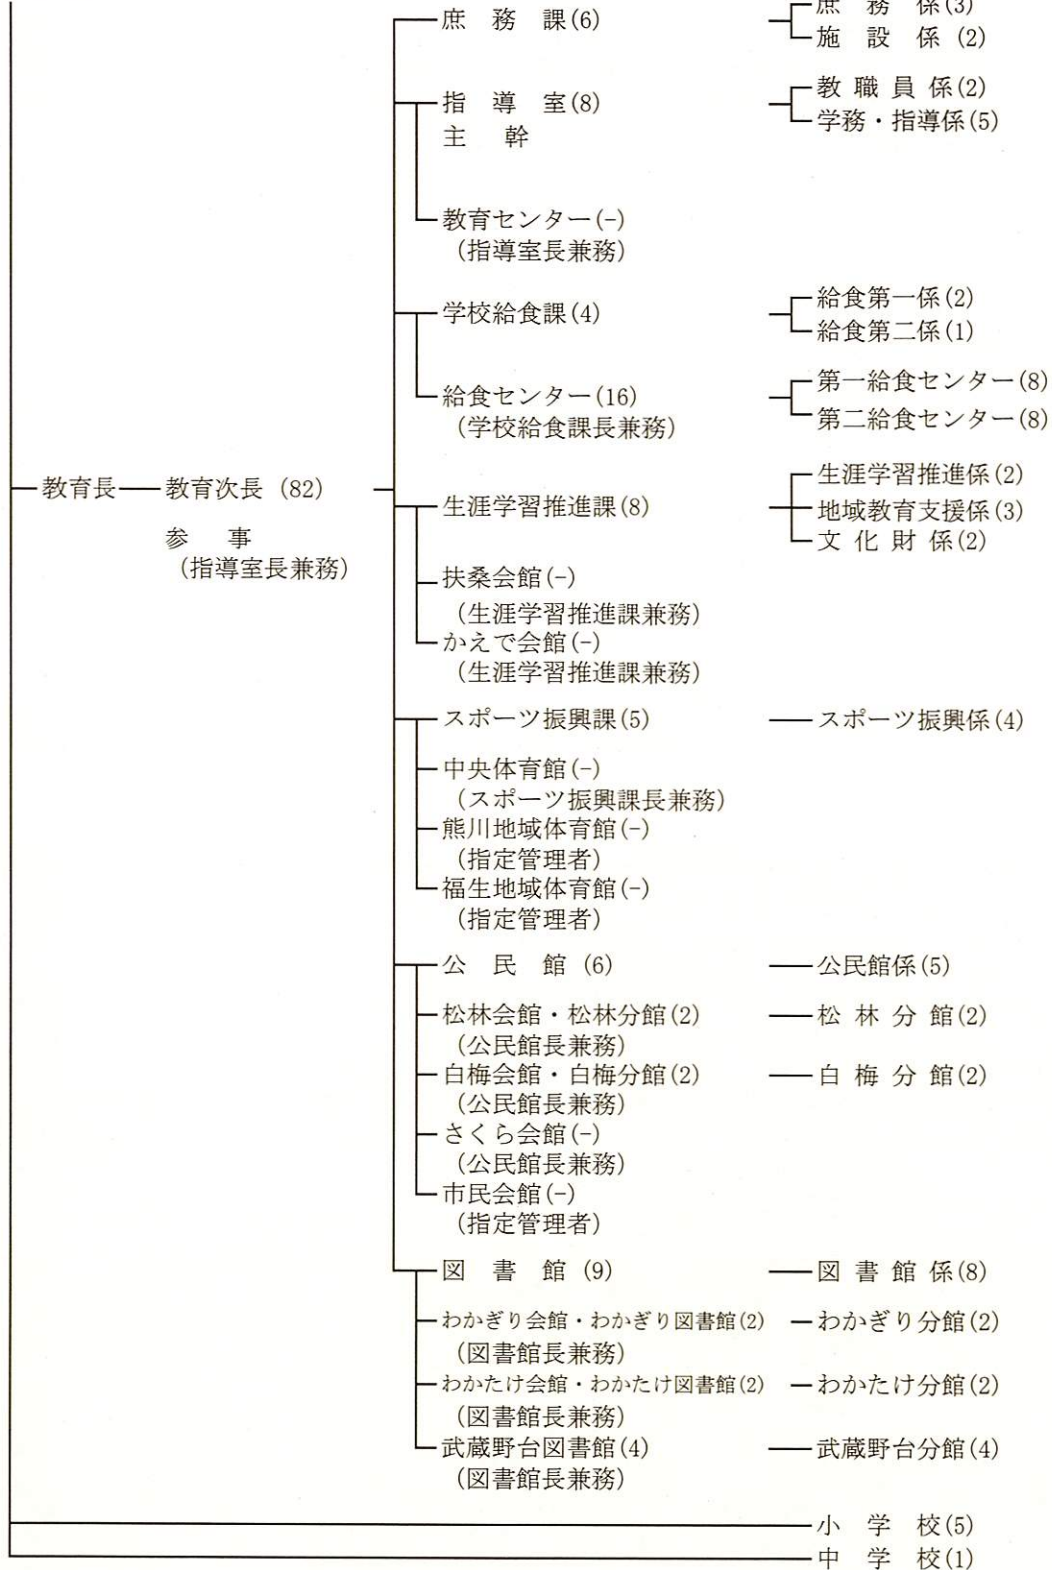 庶務課(6)
庶務係(3)
施設係(2)
指導室(8)
主幹
教職員係(2)
学務・指導係(5)
教育センター(-)
(指導室長兼務)
学校給食課(4)
給食第一係(2)
給食第二係(1)
給食センター(16)
(学校給食課長兼務)
第一給食センター(8)
第二給食センター(8)
教育長
教育次長(82)
参事
(指導室長兼務)
生涯学習推進課(8)
生涯学習推進係(2)
地域教育支援係(3)
文化財係(2)
扶桑会館(-)
(生涯学習推進課兼務)
かえで会館(-)
(生涯学習推進課兼務)
スポーツ振興課(5)
スポーツ振興係(4)
中央体育館(-)
(スポーツ振興課長兼務)
熊川地域体育館(-)
(指定管理者)
福生地域体育館(-)
(指定管理者)
公民館(6)
公民館係(5)
松林会館・松林分館(2)
松林分館(2)
(公民館長兼務)
白梅会館・白梅分館(2)
白梅分館(2)
(公民館長兼務)
さくら会館(-)
(公民館長兼務)
市民会館(-)
(指定管理者)
図書館(9)
図書館係(8)
わかぎり会館・わかぎり図書館(2)
わかぎり分館(2)
(図書館長兼務)
わかたけ会館・わかたけ図書館(2)
わかたけ分館(2)
(図書館長兼務)
武蔵野台図書館(4)
武蔵野台分館(4)
(図書館長兼務)
小学校(5)
中学校(1)